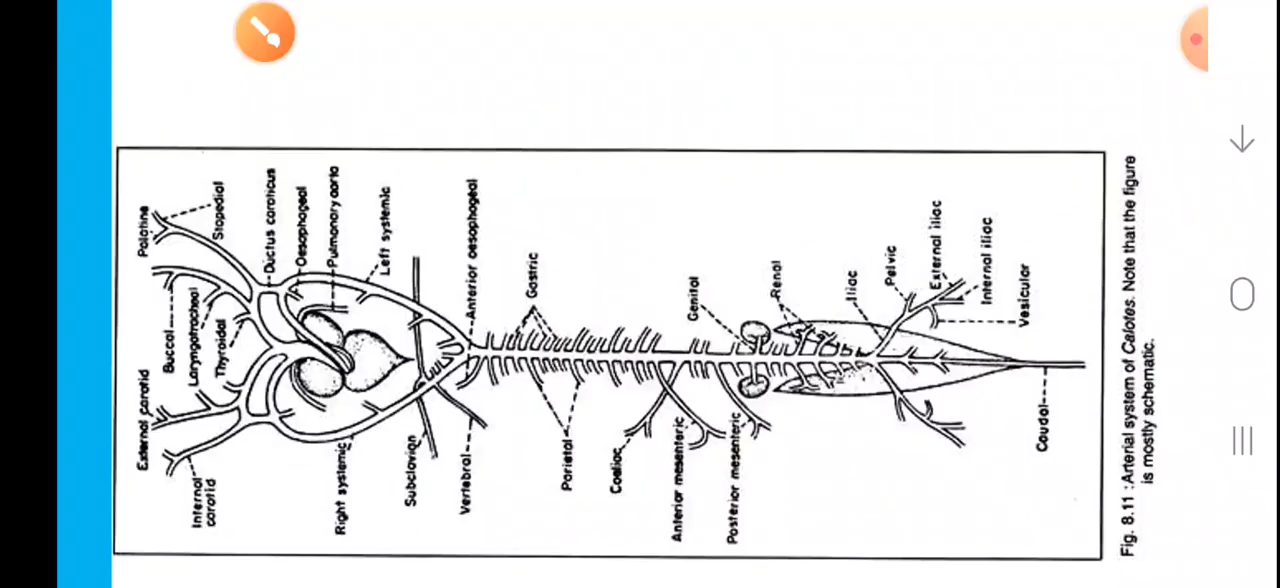 External carotid
Palatine
Buccal
Laryngotracheal
Internal
carotid
Stapedial
Thyroidal
Ductus caroticus
Oesophageal
Pulmonary aorta
Right systemic
Left systemic
Subclavian
Vertebral
Anterior oesophageal
Gastric
Parietal
Coeliac
Anterior mesenteric
Genital
Posterior mesenteric
Renal
Iliac
Pelvic
External iliac
Internal iliac
Vesicular
Caudal
Fig. 8.11 : Arterial system of Calotes. Note that the figure
is mostly schematic.